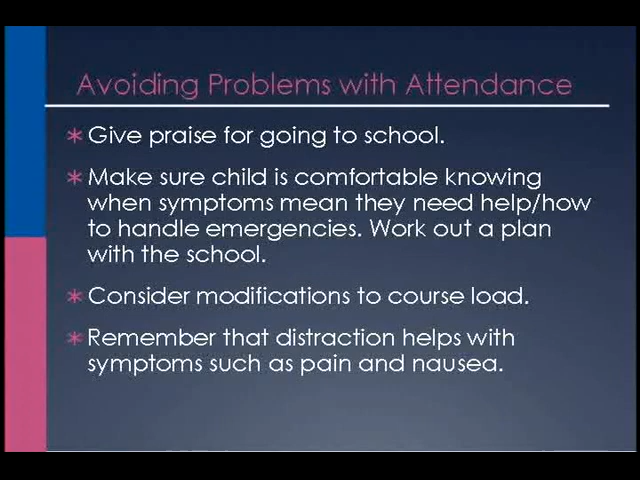 Avoiding Problems with Attendance
* Give praise for going to school.
* Make sure child is comfortable knowing
when symptoms mean they need help/how
to handle emergencies. Work out a plan
with the school.
* Consider modifications to course load.
* Remember that distraction helps with
symptoms such as pain and nausea.